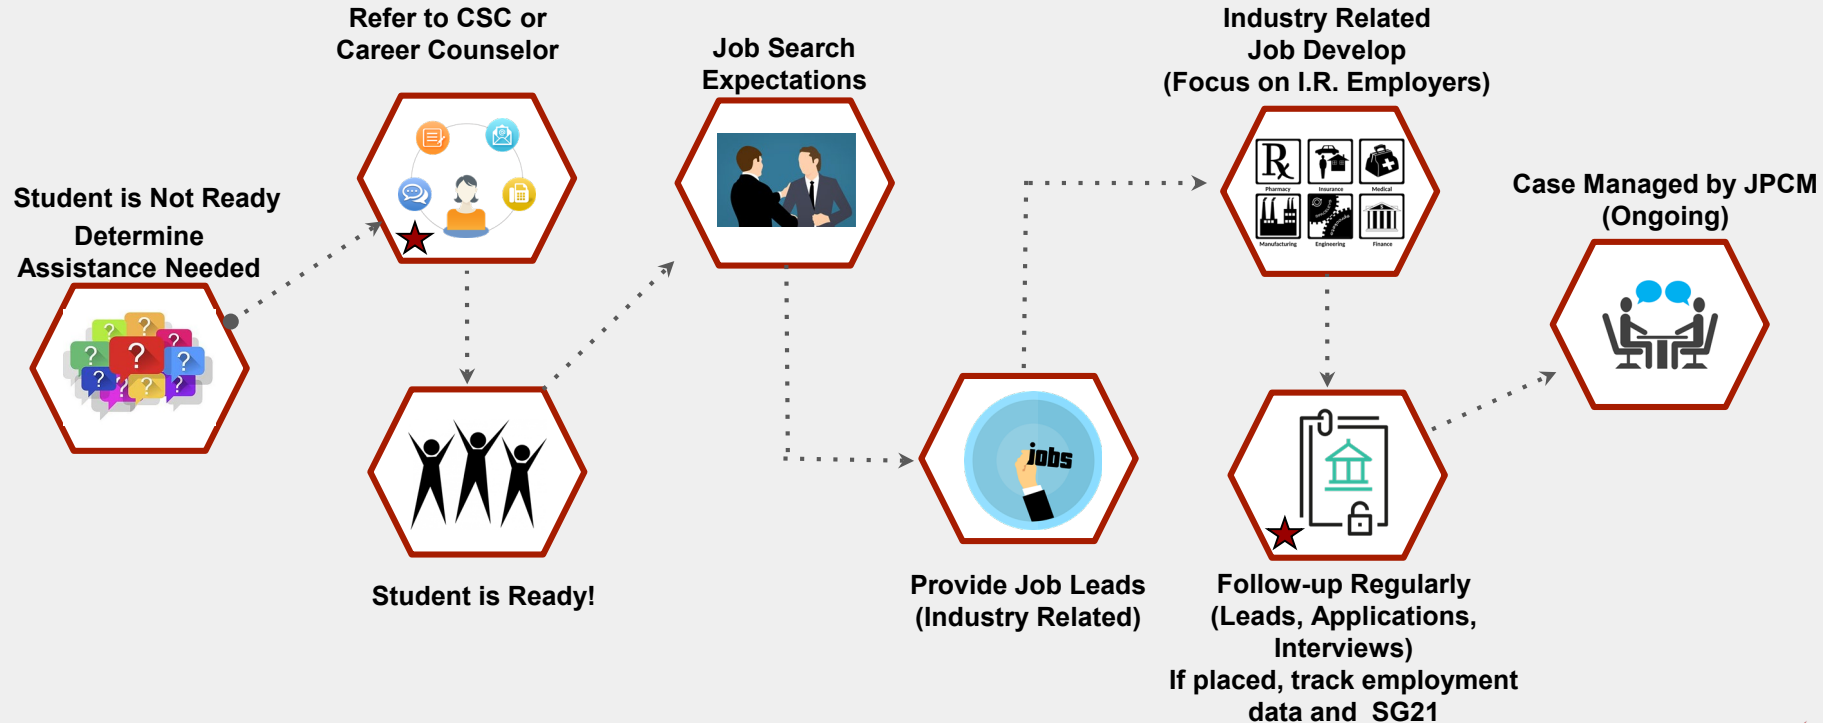 Student is Not Ready
Determine
Assistance Needed
Refer to CSC or
Career Counselor
Student is Ready!
Job Search
Expectations
jobs
Provide Job Leads
(Industry Related)
Industry Related
Job Develop
(Focus on I.R. Employers)
Rx
Pharmacy
Insurance
Medical
Manufacturing
Engineering
Finance
Follow-up Regularly
(Leads, Applications,
Interviews)
If placed, track employment
data and SG21
Case Managed by JPCM
(Ongoing)